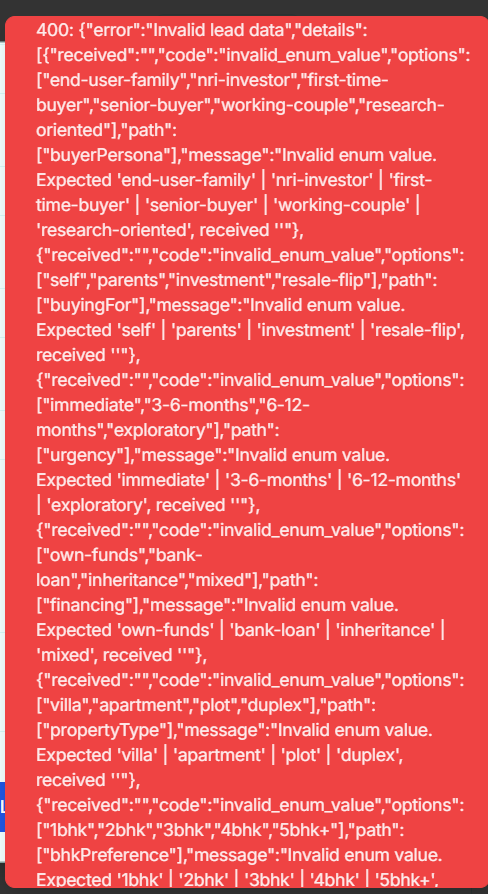 400: {"error":"Invalid lead data","details":
[{"received":"","code":"invalid_enum_value","options":
["end-user-family","nri-investor","first-time-
buyer","senior-buyer","working-couple","research-
oriented"],"path":
["buyerPersona"],"message":"Invalid enum value.
Expected 'end-user-family' | 'nri-investor' | 'first-
time-buyer' | 'senior-buyer' | 'working-couple' |
'research-oriented', received ''"},
{"received":"","code":"invalid_enum_value","options":
["self","parents","investment","resale-flip"],"path":
["buyingFor"],"message":"Invalid enum value.
Expected 'self' | 'parents' | 'investment' | 'resale-flip',
received ''"},
{"received":"","code":"invalid_enum_value","options":
["immediate","3-6-months","6-12-
months","exploratory"],"path":
["urgency"],"message":"Invalid enum value.
Expected 'immediate' | '3-6-months' | '6-12-months'
| 'exploratory', received ''"},
{"received":"","code":"invalid_enum_value","options":
["own-funds","bank-
loan","inheritance","mixed"],"path":
["financing"],"message":"Invalid enum value.
Expected 'own-funds' | 'bank-loan' | 'inheritance' |
'mixed', received ''"},
{"received":"","code":"invalid_enum_value","options":
["villa","apartment","plot","duplex"],"path":
["propertyType"],"message":"Invalid enum value.
Expected 'villa' | 'apartment' | 'plot' | 'duplex',
received ''"},
{"received":"","code":"invalid_enum_value","options":
["1bhk","2bhk","3bhk","4bhk","5bhk+"],"path":
["bhkPreference"],"message":"Invalid enum value.
Expected '1bhk' | '2bhk' | '3bhk' | '4bhk' | '5bhk+',